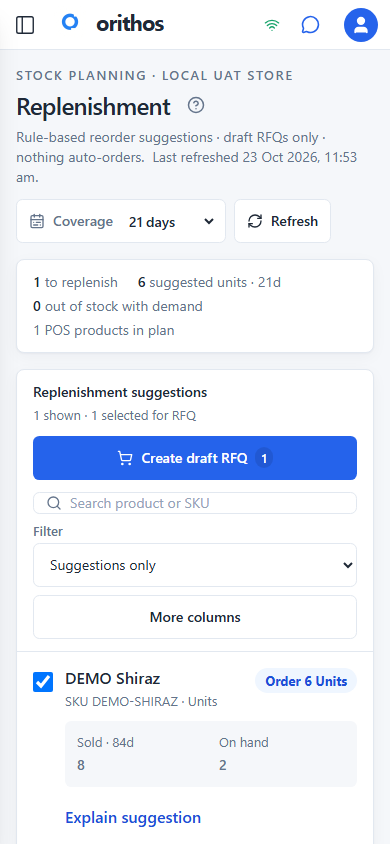 orithos
STOCK PLANNING · LOCAL UAT STORE
Replenishment
Rule-based reorder suggestions · draft RFQs only ·
nothing auto-orders. Last refreshed 23 Oct 2026, 11:53
am.
Coverage 21 days Refresh
1 to replenish 6 suggested units · 21d
0 out of stock with demand
1 POS products in plan
Replenishment suggestions
1 shown · 1 selected for RFQ
Create draft RFQ 1
Search product or SKU
Filter
Suggestions only
More columns
DEMO Shiraz Order 6 Units
SKU DEMO-SHIRAZ · Units
Sold · 84d On hand
8 2
Explain suggestion